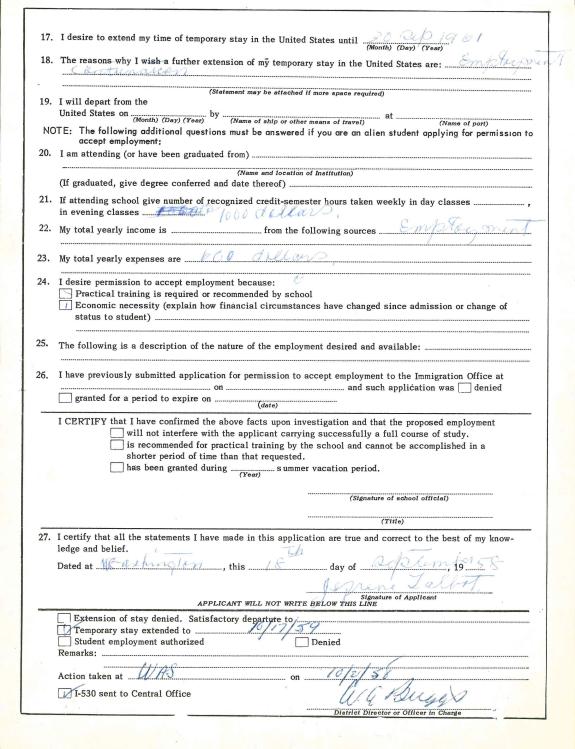 17. I desire to extend my time of temporary stay in the United States until 20 Sep 1961
(Month) (Day) (Year)
18. The reasons why I wish a further extension of my temporary stay in the United States are: Employment
(Statement may be attached if more space required)
19. I will depart from the
United States on by at
(Month) (Day) (Year) (Name of ship or other means of travel) (Name of port)
NOTE: The following additional questions must be answered if you are an alien student applying for permission to
accept employment:
20. I am attending (or have been graduated from)
(Name and location of Institution)
(If graduated, give degree conferred and date thereof)
21. If attending school give number of recognized credit-semester hours taken weekly in day classes ,
in evening classes 1000 dollars.
22. My total yearly income is from the following sources Employment
23. My total yearly expenses are dollars
24. I desire permission to accept employment because:
Practical training is required or recommended by school
Economic necessity (explain how financial circumstances have changed since admission or change of
status to student)
25. The following is a description of the nature of the employment desired and available:
26. I have previously submitted application for permission to accept employment to the Immigration Office at
on and such application was denied
granted for a period to expire on
(date)
I CERTIFY that I have confirmed the above facts upon investigation and that the proposed employment
will not interfere with the applicant carrying successfully a full course of study.
is recommended for practical training by the school and cannot be accomplished in a
shorter period of time than that requested.
has been granted during summer vacation period.
(Year)
(Signature of school official)
(Title)
27. I certify that all the statements I have made in this application are true and correct to the best of my know-
ledge and belief.
Dated at Washington, this 18th day of September, 1958
Talbot
Signature of Applicant
APPLICANT WILL NOT WRITE BELOW THIS LINE
Extension of stay denied. Satisfactory departure to
Temporary stay extended to 10/17/59
Student employment authorized Denied
Remarks:
Action taken at WAS on 10/2/58
I-530 sent to Central Office
District Director or Officer in Charge